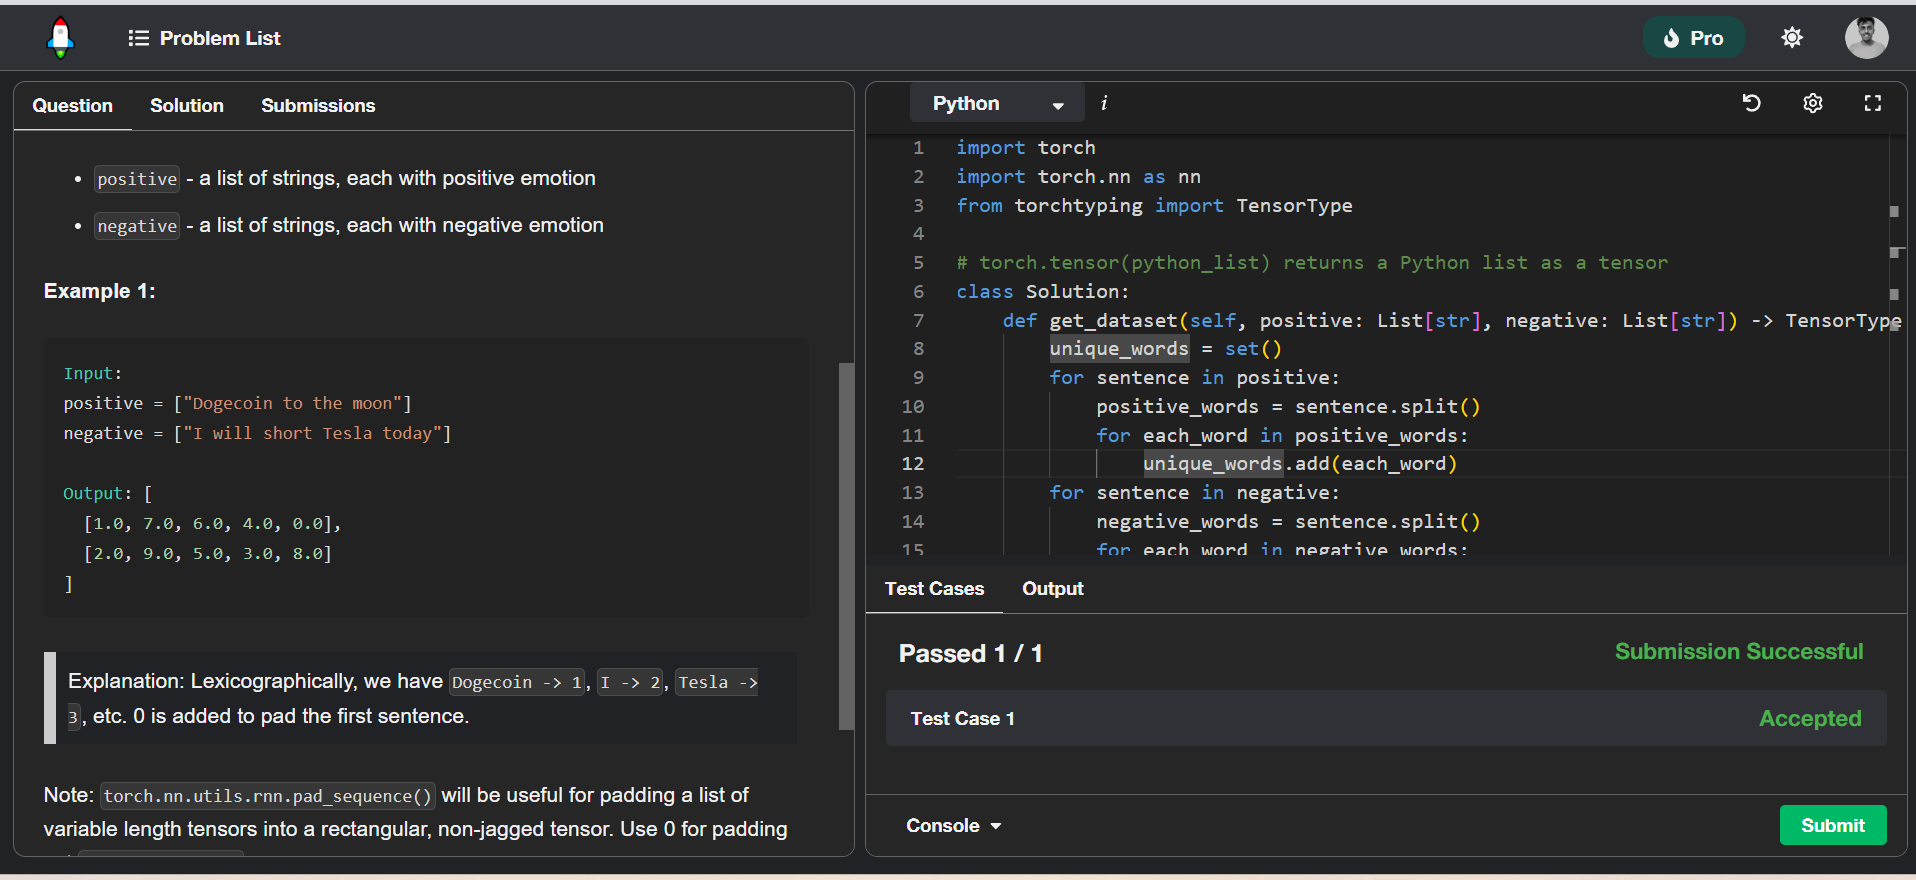 Problem List
Pro
Question Solution Submissions
positive - a list of strings, each with positive emotion
negative - a list of strings, each with negative emotion
Example 1:
Input:
positive = ["Dogecoin to the moon"]
negative = ["I will short Tesla today"]
Output: [
[1.0, 7.0, 6.0, 4.0, 0.0],
[2.0, 9.0, 5.0, 3.0, 8.0]
]
Explanation: Lexicographically, we have Dogecoin -> 1, I -> 2, Tesla ->
3, etc. 0 is added to pad the first sentence.
Note: torch.nn.utils.rnn.pad_sequence() will be useful for padding a list of
variable length tensors into a rectangular, non-jagged tensor. Use 0 for padding
Python i
1 import torch
2 import torch.nn as nn
3 from torchtyping import TensorType
4
5 # torch.tensor(python_list) returns a Python list as a tensor
6 class Solution:
7 def get_dataset(self, positive: List[str], negative: List[str]) -> TensorType
8 unique_words = set()
9 for sentence in positive:
10 positive_words = sentence.split()
11 for each_word in positive_words:
12 unique_words.add(each_word)
13 for sentence in negative:
14 negative_words = sentence.split()
15 for each_word in negative_words:
Test Cases Output
Passed 1 / 1
Submission Successful
Test Case 1
Accepted
Console
Submit